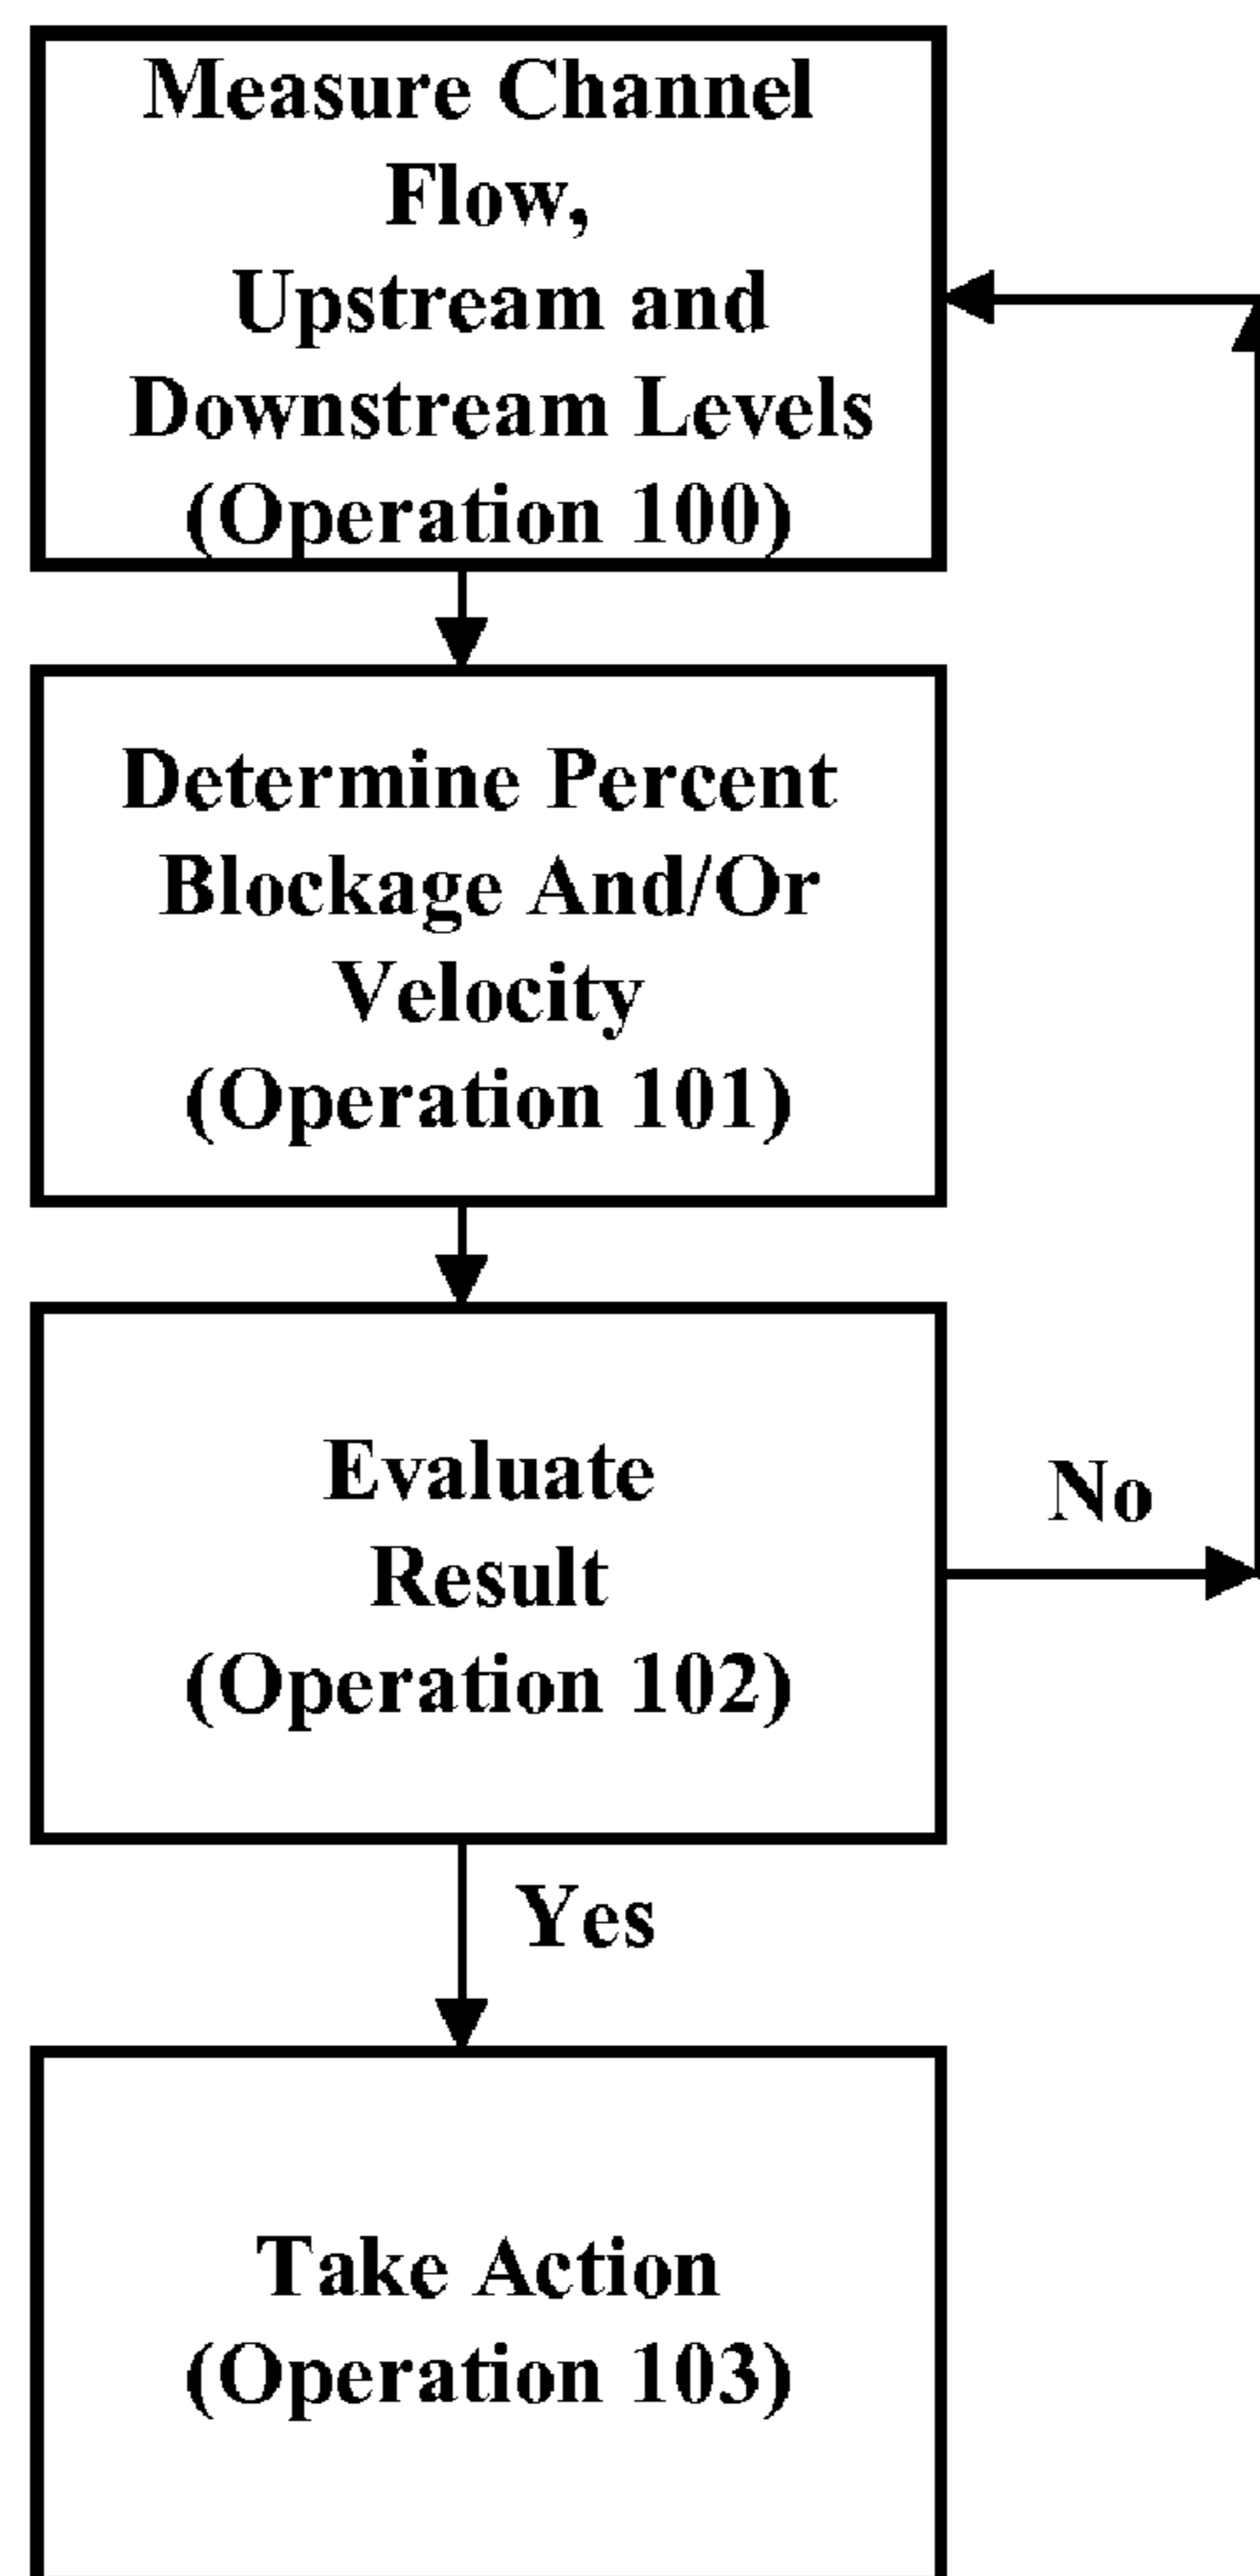 Measure Channel
Flow,
Upstream and
Downstream Levels
(Operation 100)
Determine Percent
Blockage And/Or
Velocity
(Operation 101)
Evaluate
Result
(Operation 102)
No
Yes
Take Action
(Operation 103)